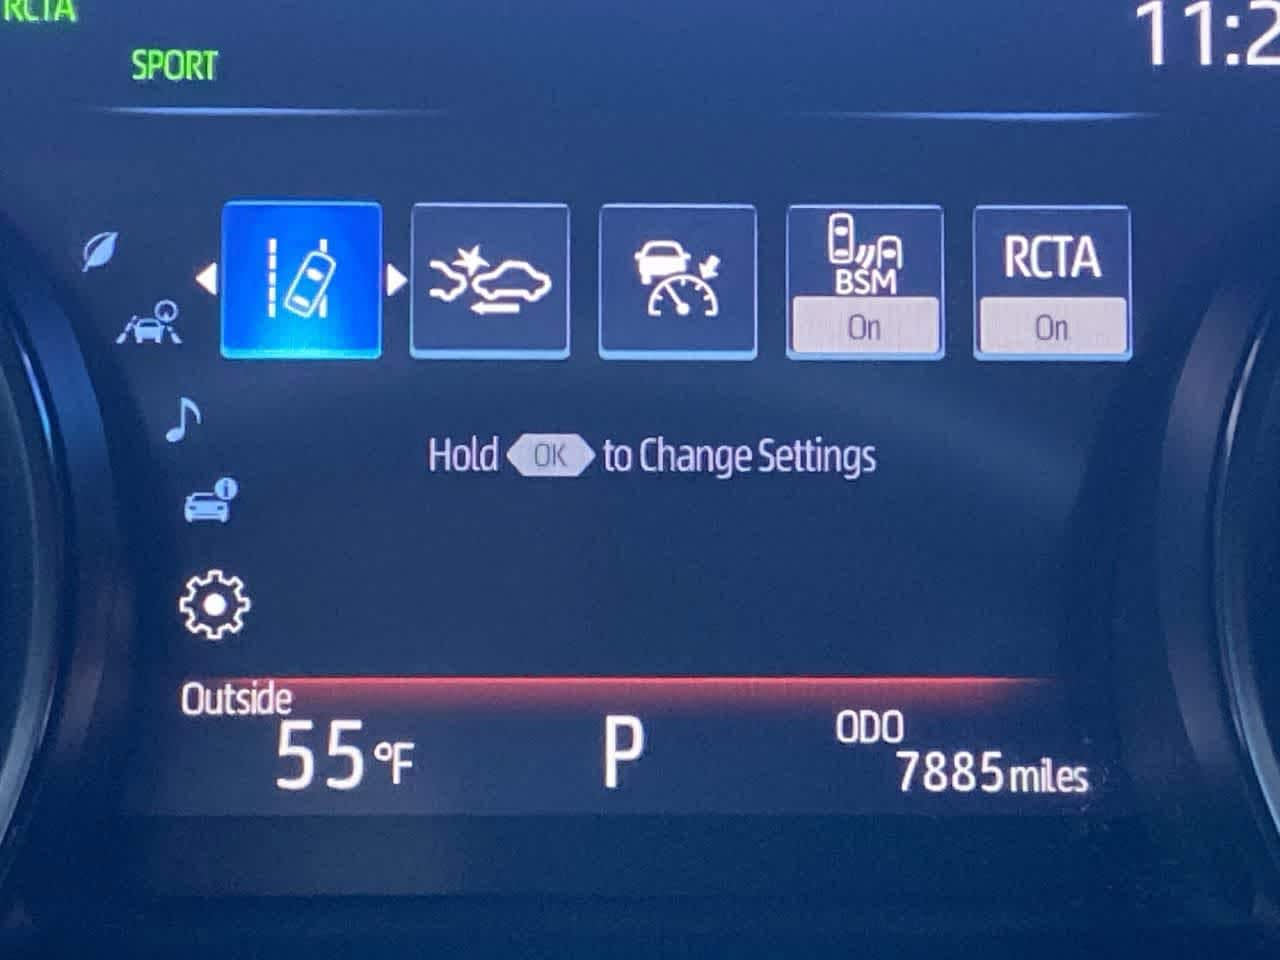 RCTA
11:2
SPORT
BSM
On
RCTA
On
Hold OK to Change Settings
Outside
55°F
P
ODO
7885 miles